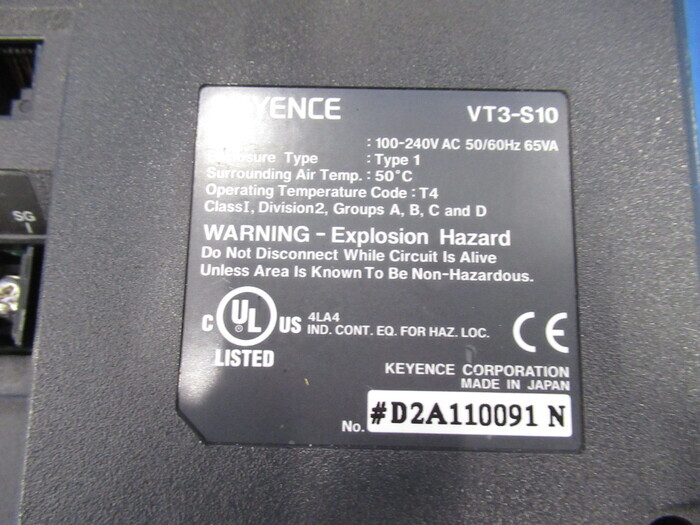 SG
KEYENCE VT3-S10
: 100-240V AC 50/60Hz 65VA
Enclosure Type : Type 1
Surrounding Air Temp. : 50°C
Operating Temperature Code : T4
ClassI, Division2, Groups A, B, C and D
WARNING - Explosion Hazard
Do Not Disconnect While Circuit Is Alive
Unless Area Is Known To Be Non-Hazardous.
C UL US 4LA4
IND. CONT. EQ. FOR HAZ. LOC.
LISTED
CE
KEYENCE CORPORATION
MADE IN JAPAN
No. #D2A110091 N